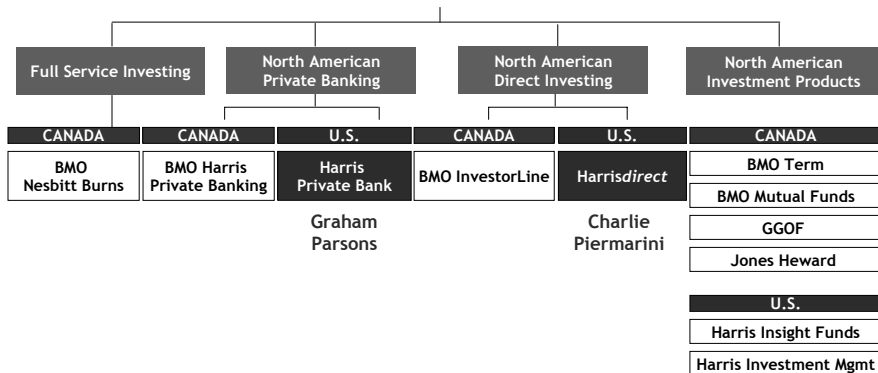 Full Service Investing
North American
Private Banking
North American
Direct Investing
North American
Investment Products
CANADA
CANADA
U.S.
CANADA
U.S.
CANADA
BMO
Nesbitt Burns
BMO Harris
Private Banking
Harris
Private Bank
BMO InvestorLine
Harrisdirect
BMO Term
BMO Mutual Funds
GGOF
Jones Heward
Graham
Parsons
Charlie
Piermarini
U.S.
Harris Insight Funds
Harris Investment Mgmt